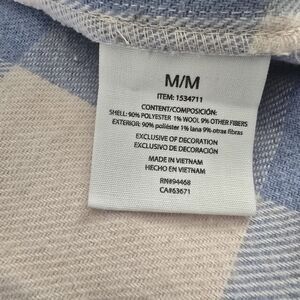 M/M
ITEM: 1534711
CONTENT/COMPOSICIÓN:
SHELL: 90% POLYESTER 1% WOOL 9% OTHER FIBERS
EXTERIOR: 90% poliéster 1% lana 9% otras fibras
EXCLUSIVE OF DECORATION
EXCLUSIVO DE DECORACIÓN
MADE IN VIETNAM
HECHO EN VIETNAM
RN#94468
CA#63671